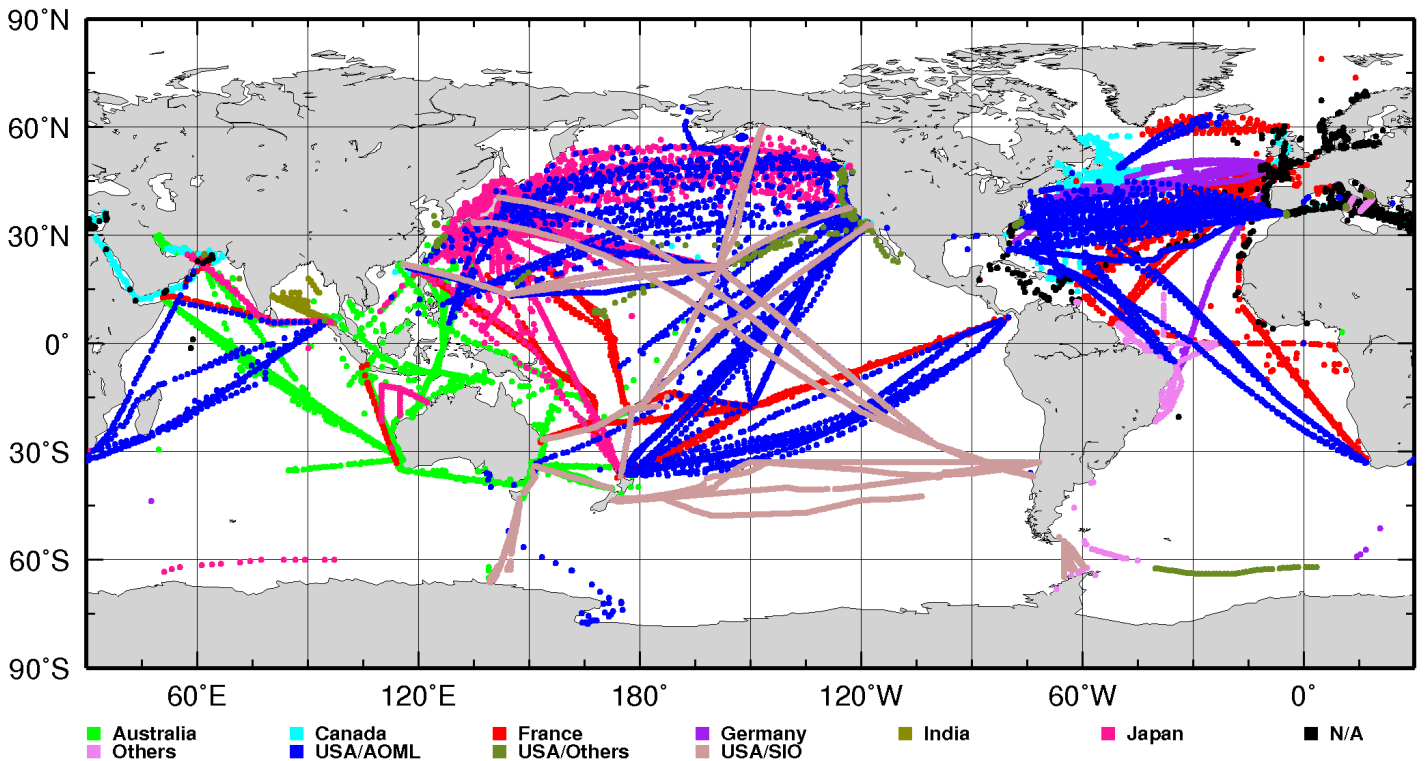 90˚N
60˚N
30˚N
0˚
30˚S
60˚S
90˚S
60˚E 120˚E 180˚ 120˚W 60˚W 0˚
Australia Canada France Germany India Japan N/A
Others USA/AOML USA/Others USA/SIO